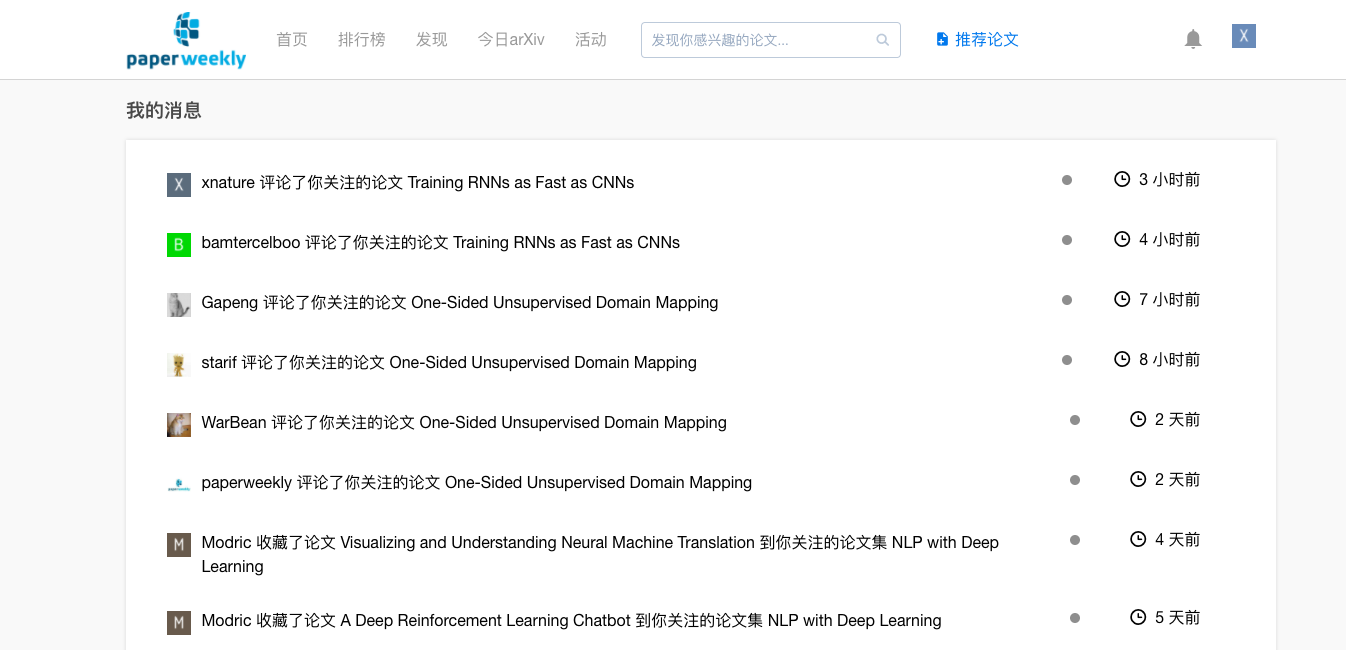 paperweekly
首页 排行榜 发现 今日arXiv 活动 发现你感兴趣的论文... 推荐论文 X
我的消息
X xnature 评论了你关注的论文 Training RNNs as Fast as CNNs 3 小时前
B bamtercelboo 评论了你关注的论文 Training RNNs as Fast as CNNs 4 小时前
Gapeng 评论了你关注的论文 One-Sided Unsupervised Domain Mapping 7 小时前
starif 评论了你关注的论文 One-Sided Unsupervised Domain Mapping 8 小时前
WarBean 评论了你关注的论文 One-Sided Unsupervised Domain Mapping 2 天前
paperweekly paperweekly 评论了你关注的论文 One-Sided Unsupervised Domain Mapping 2 天前
M Modric 收藏了论文 Visualizing and Understanding Neural Machine Translation 到你关注的论文集 NLP with Deep 4 天前
Learning
M Modric 收藏了论文 A Deep Reinforcement Learning Chatbot 到你关注的论文集 NLP with Deep Learning 5 天前